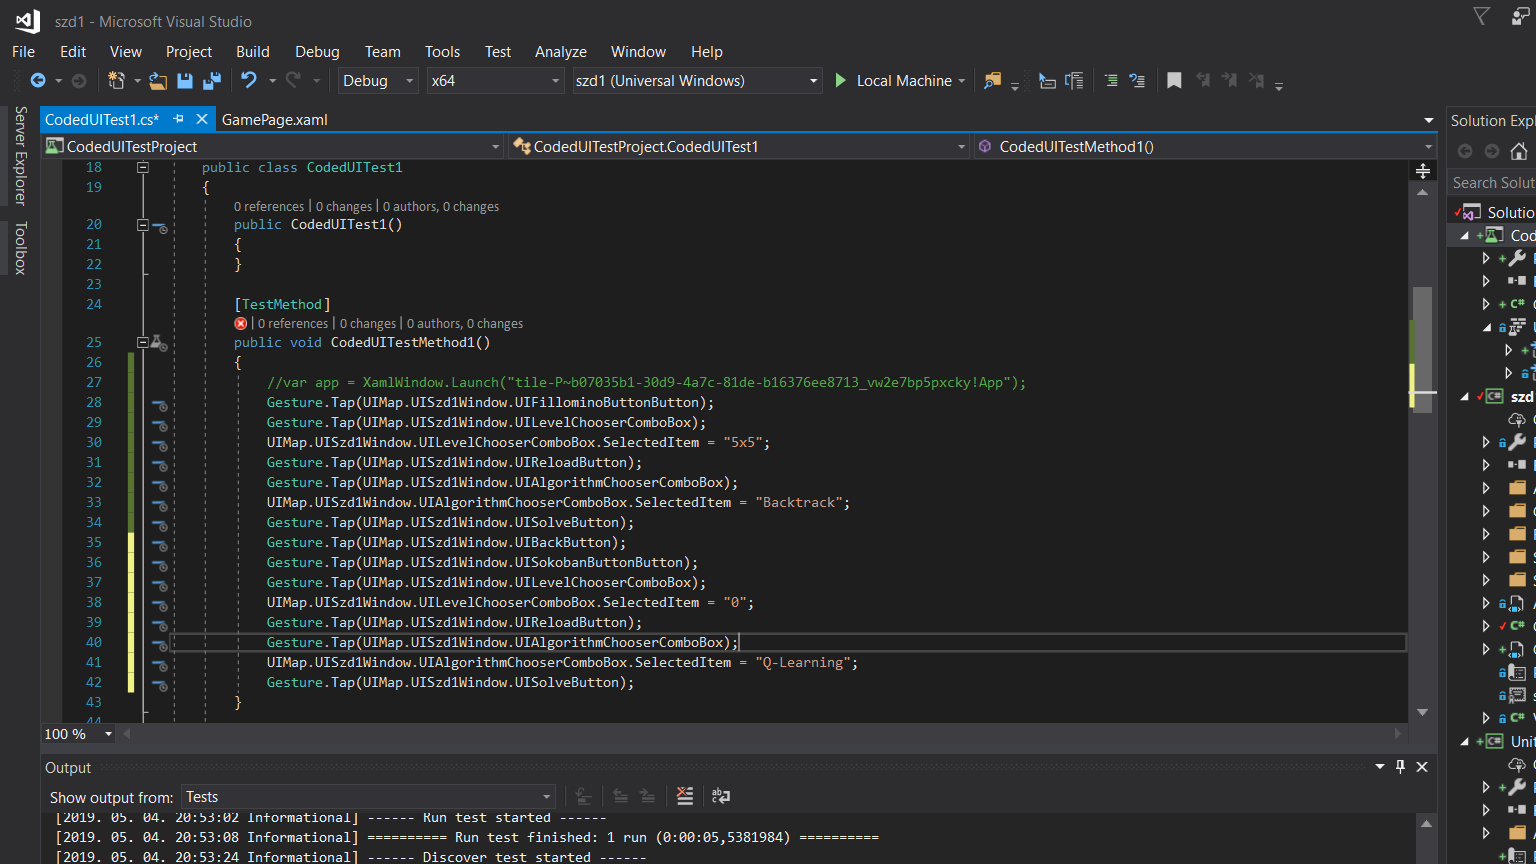 szd1 - Microsoft Visual Studio
File Edit View Project Build Debug Team Tools Test Analyze Window Help
Debug x64 szd1 (Universal Windows) Local Machine
Server Explorer
Toolbox
CodedUITest1.cs* GamePage.xaml
CodedUITestProject CodedUITestProject.CodedUITest1 CodedUITestMethod1()
18 public class CodedUITest1
19 {
0 references | 0 changes | 0 authors, 0 changes
20 public CodedUITest1()
21 {
22 }
23
24 [TestMethod]
| 0 references | 0 changes | 0 authors, 0 changes
25 public void CodedUITestMethod1()
26 {
27 //var app = XamlWindow.Launch("tile-P~b07035b1-30d9-4a7c-81de-b16376ee8713_vw2e7bp5pxcky!App");
28 Gesture.Tap(UIMap.UISzd1Window.UIFillominoButtonButton);
29 Gesture.Tap(UIMap.UISzd1Window.UILevelChooserComboBox);
30 UIMap.UISzd1Window.UILevelChooserComboBox.SelectedItem = "5x5";
31 Gesture.Tap(UIMap.UISzd1Window.UIReloadButton);
32 Gesture.Tap(UIMap.UISzd1Window.UIAlgorithmChooserComboBox);
33 UIMap.UISzd1Window.UIAlgorithmChooserComboBox.SelectedItem = "Backtrack";
34 Gesture.Tap(UIMap.UISzd1Window.UISolveButton);
35 Gesture.Tap(UIMap.UISzd1Window.UIBackButton);
36 Gesture.Tap(UIMap.UISzd1Window.UISokobanButtonButton);
37 Gesture.Tap(UIMap.UISzd1Window.UILevelChooserComboBox);
38 UIMap.UISzd1Window.UILevelChooserComboBox.SelectedItem = "0";
39 Gesture.Tap(UIMap.UISzd1Window.UIReloadButton);
40 Gesture.Tap(UIMap.UISzd1Window.UIAlgorithmChooserComboBox);
41 UIMap.UISzd1Window.UIAlgorithmChooserComboBox.SelectedItem = "Q-Learning";
42 Gesture.Tap(UIMap.UISzd1Window.UISolveButton);
43 }
44
100 %
Output
Show output from: Tests
[2019. 05. 04. 20:53:02 Informational] ------ Run test started ------
[2019. 05. 04. 20:53:08 Informational] ========== Run test finished: 1 run (0:00:05,5381984) ==========
[2019. 05. 04. 20:53:24 Informational] ------ Discover test started ------
Solution Expl
Search Solut
Solutio
Cod
szd
Unit